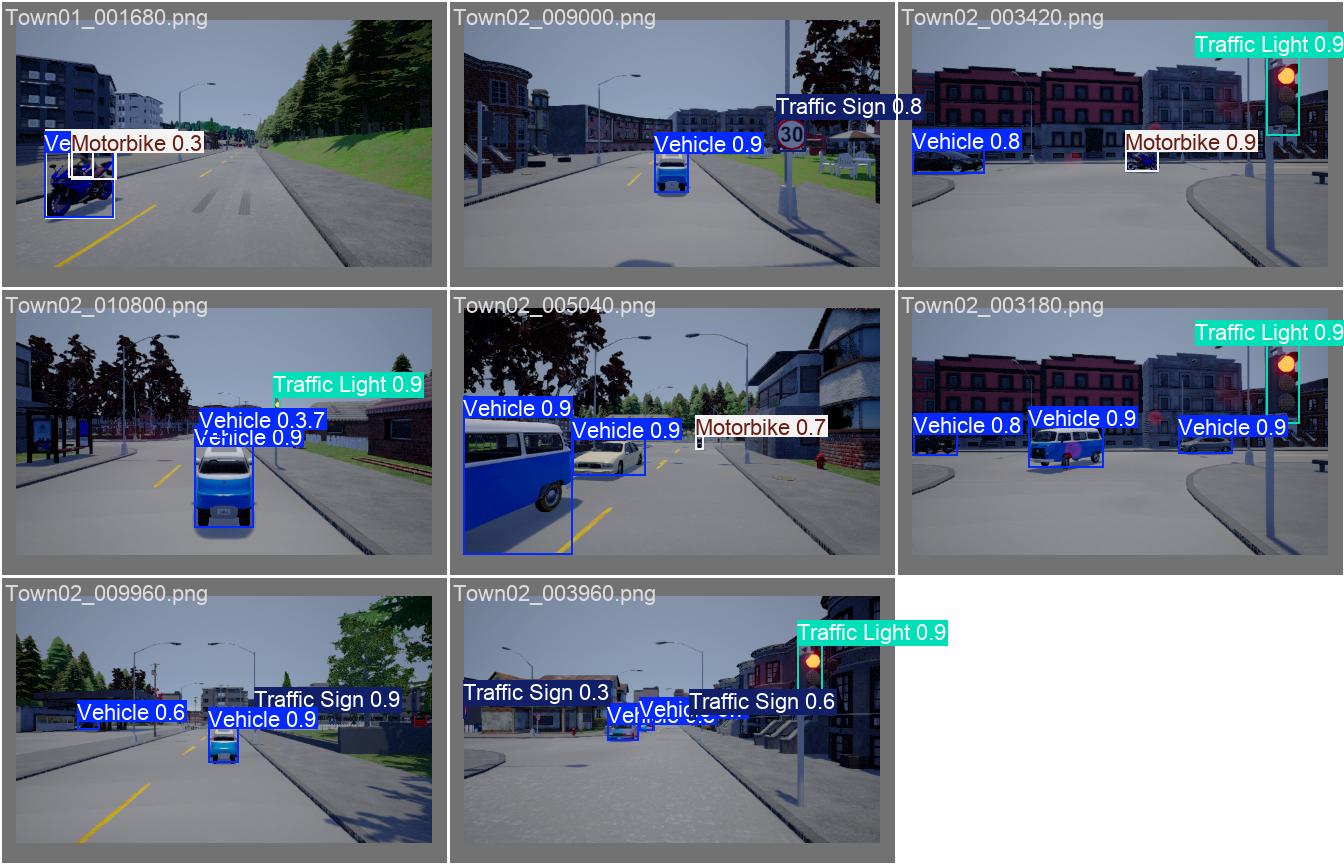 Town01_001680.png
Ve
Motorbike 0.3
Town02_009000.png
Traffic Sign 0.8
30
Vehicle 0.9
Town02_003420.png
Traffic Light 0.9
Vehicle 0.8
Motorbike 0.9
Town02_010800.png
Traffic Light 0.9
Vehicle 0.3.7
Vehicle 0.9
Town02_005040.png
Vehicle 0.9
Vehicle 0.9
Motorbike 0.7
Town02_003180.png
Traffic Light 0.9
Vehicle 0.8
Vehicle 0.9
Vehicle 0.9
Town02_009960.png
Vehicle 0.6
Traffic Sign 0.9
Vehicle 0.9
Town02_003960.png
Traffic Light 0.9
Traffic Sign 0.3
Traffic Sign 0.6